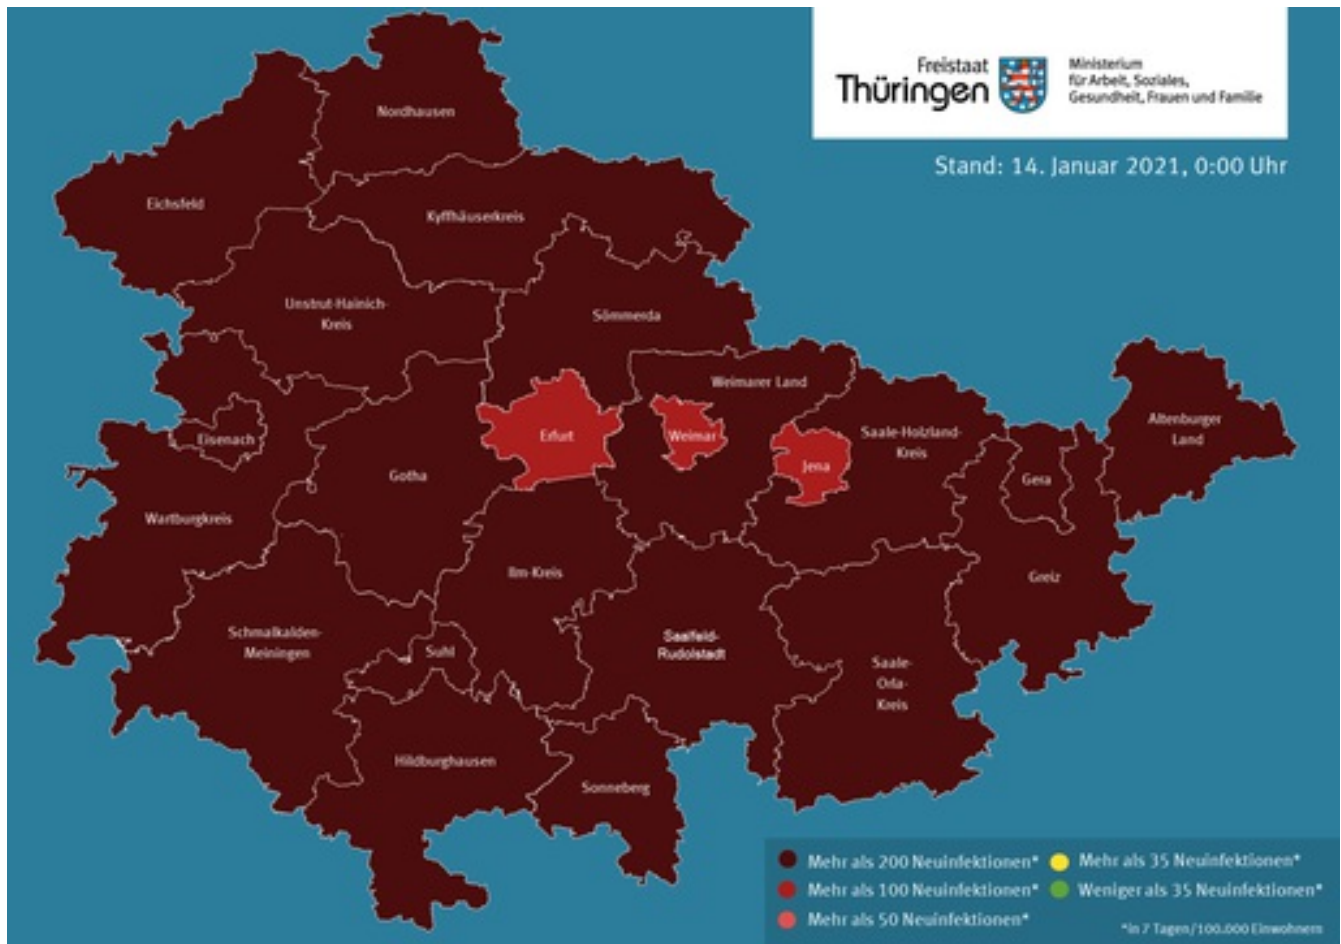 Freistaat
Thüringen
Ministerium
für Arbeit, Soziales,
Gesundheit, Frauen und Familie
Stand: 14. Januar 2021, 0:00 Uhr
Nordhausen
Eichsfeld
Kyffhäuserkreis
Unstrut-Hainich-
Kreis
Sömmerda
Weimarer Land
Altenburger
Land
Eisenach
Erfurt
Weimar
Saale-Holzland-
Kreis
Jena
Gotha
Gera
Wartburgkreis
Ilm-Kreis
Greiz
Schmalkalden-
Meiningen
Suhl
Saalfeld-
Rudolstadt
Saale-
Orla-
Kreis
Hildburghausen
Sonneberg
Mehr als 200 Neuinfektionen*
Mehr als 100 Neuinfektionen*
Mehr als 50 Neuinfektionen*
Mehr als 35 Neuinfektionen*
Weniger als 35 Neuinfektionen*
*in 7 Tagen/100.000 Einwohnern